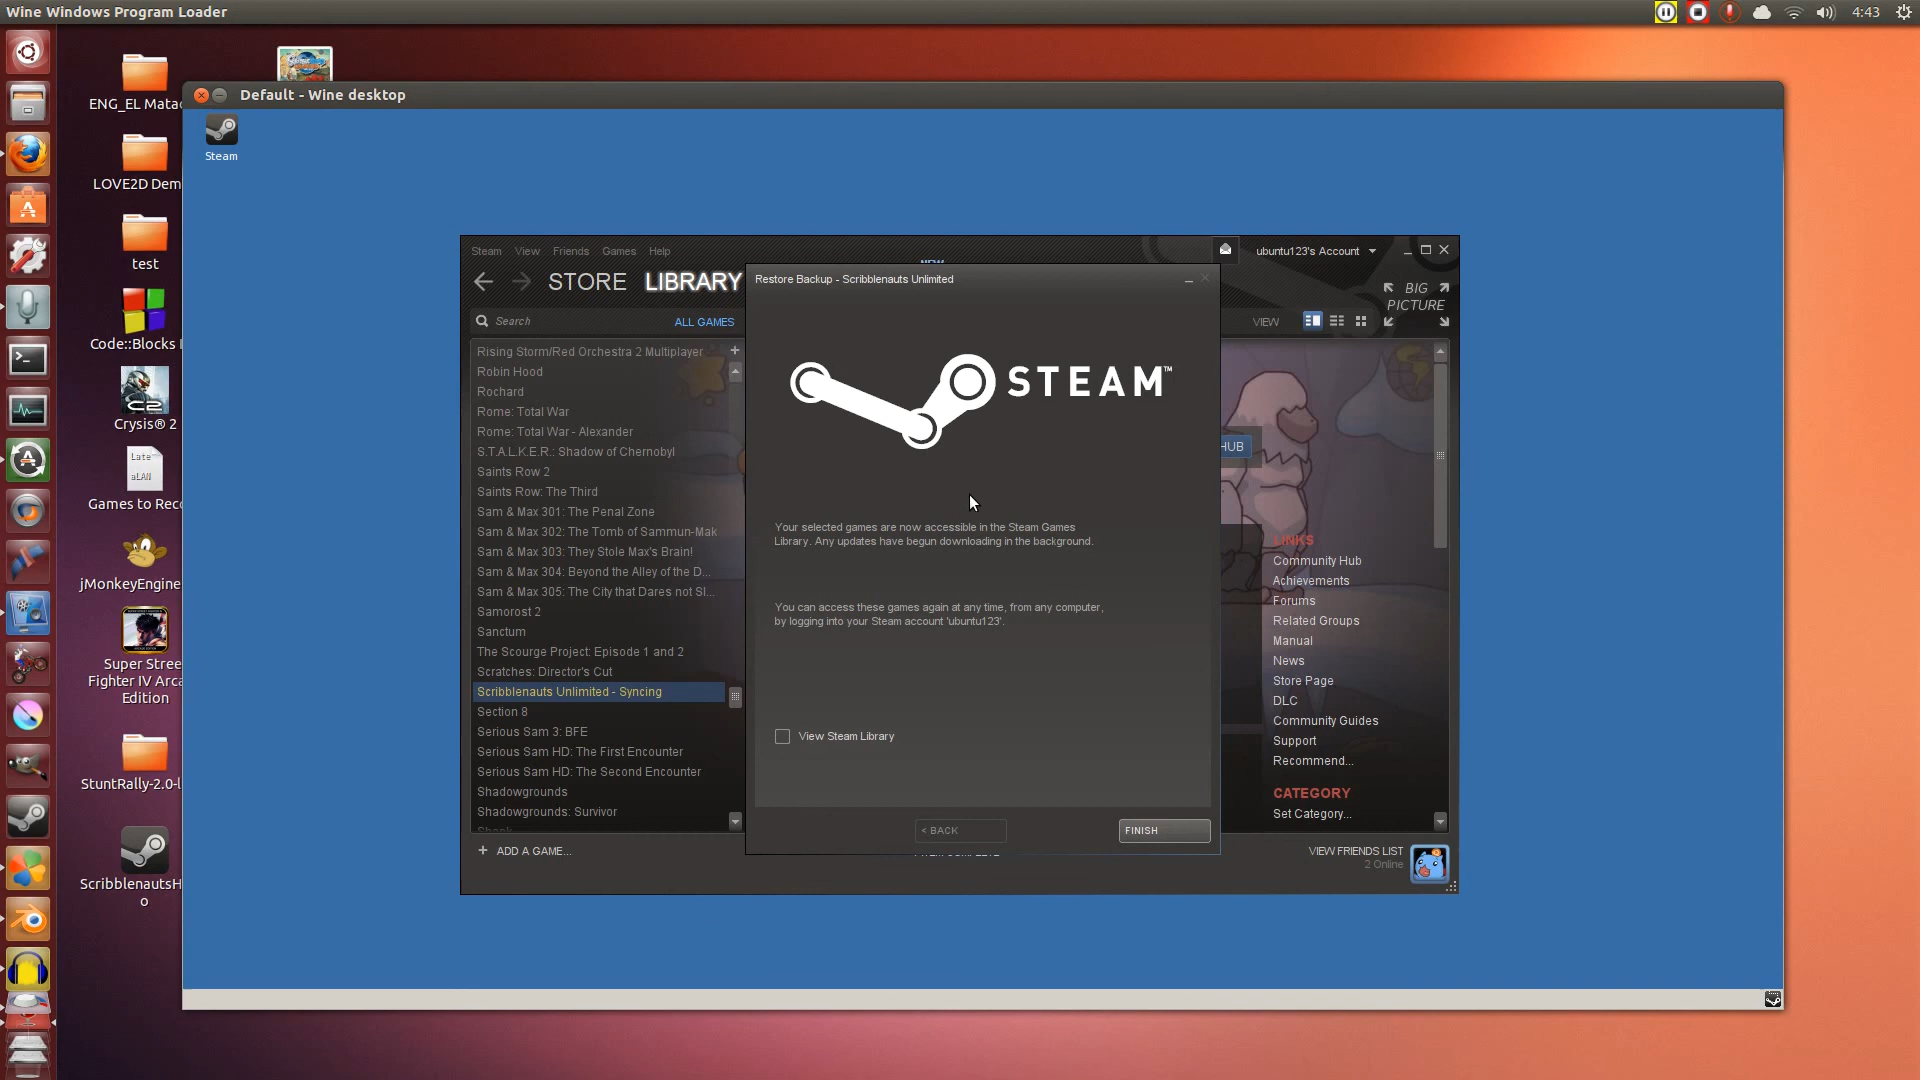 Wine Windows Program Loader
4:43
ENG_EL Matac
LOVE2D Dem
test
Code::Blocks I
Crysis® 2
Late
aLAN
Games to Reco
jMonkeyEngine
Super Stree
Fighter IV Arca
Edition
StuntRally-2.0-l
ScribblenautsH
o
Default - Wine desktop
Steam
Steam View Friends Games Help
NEW
ubuntu123's Account
STORE LIBRARY
BIG
PICTURE
Search
ALL GAMES
VIEW
Rising Storm/Red Orchestra 2 Multiplayer
Robin Hood
Rochard
Rome: Total War
Rome: Total War - Alexander
S.T.A.L.K.E.R.: Shadow of Chernobyl
Saints Row 2
Saints Row: The Third
Sam & Max 301: The Penal Zone
Sam & Max 302: The Tomb of Sammun-Mak
Sam & Max 303: They Stole Max's Brain!
Sam & Max 304: Beyond the Alley of the D...
Sam & Max 305: The City that Dares not Sl...
Samorost 2
Sanctum
The Scourge Project: Episode 1 and 2
Scratches: Director's Cut
Scribblenauts Unlimited - Syncing
Section 8
Serious Sam 3: BFE
Serious Sam HD: The First Encounter
Serious Sam HD: The Second Encounter
Shadowgrounds
Shadowgrounds: Survivor
Shank
+ ADD A GAME...
Restore Backup - Scribblenauts Unlimited
STEAM™
Your selected games are now accessible in the Steam Games
Library. Any updates have begun downloading in the background.
You can access these games again at any time, from any computer,
by logging into your Steam account 'ubuntu123'.
View Steam Library
< BACK
FINISH
HUB
LINKS
Community Hub
Achievements
Forums
Related Groups
Manual
News
Store Page
DLC
Community Guides
Support
Recommend...
CATEGORY
Set Category...
VIEW FRIENDS LIST
2 Online